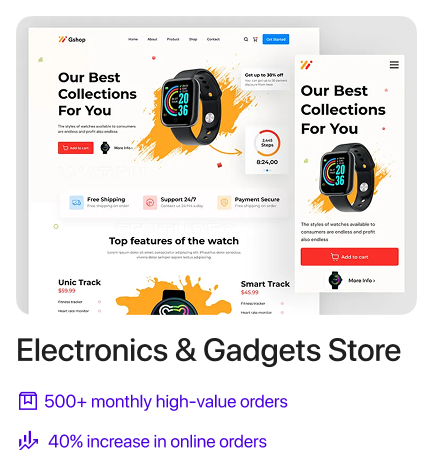 Gshop
Home About Product Shop Contact
Get Started
Our Best
Collections
For You
The styles of watches available to consumers
are endless and profit also endless
Add to cart
More Info ›
Get up to 30% off
20
36
3,445
Steps
8:24,00
Our Best
Collections
For You
20
36
The styles of watches available to
consumers are endless and profit
also endless
Add to cart
More Info ›
Free Shipping
Free shipping on order
Support 24/7
Contact us 24 hrs a day
Payment Secure
Free shipping on order
Top features of the watch
Unic Track
$59.99
Fitness tracker
Heart rate monitor
Smart Track
$45.99
Fitness tracker
Heart rate monitor
Electronics & Gadgets Store
500+ monthly high-value orders
40% increase in online orders